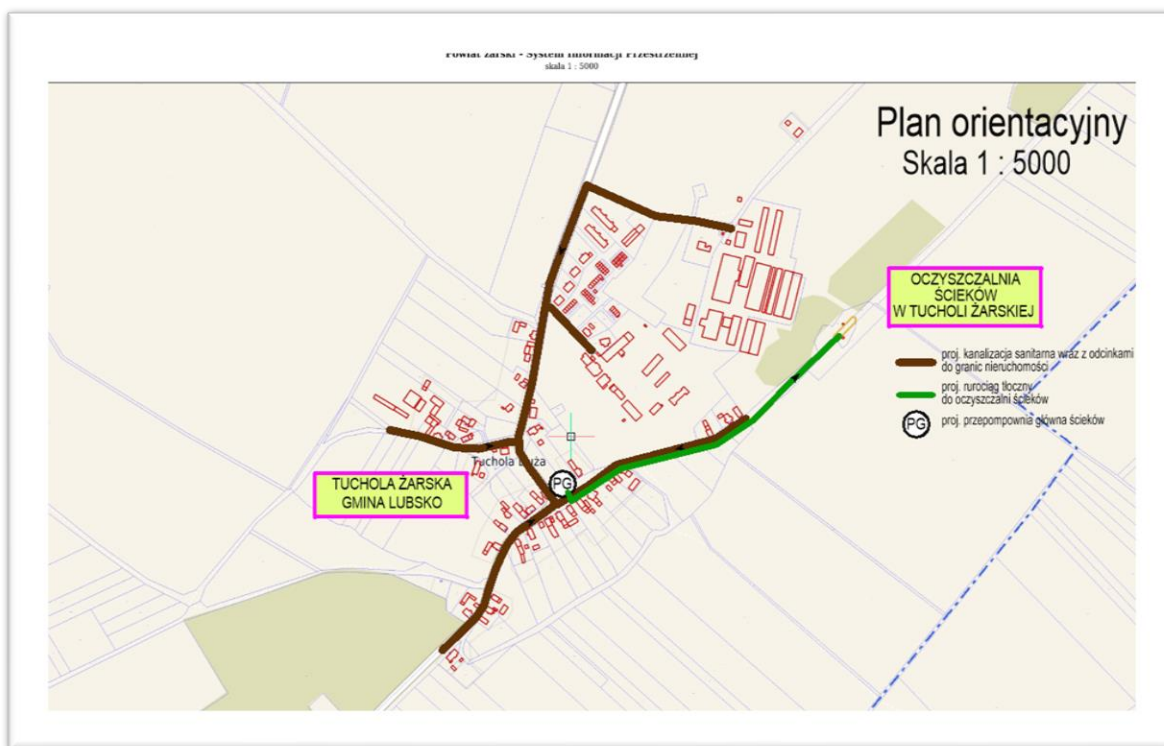 Powiat żarski - System Informacji Przestrzennej
skala 1 : 5000
Plan orientacyjny
Skala 1 : 5000
OCZYSZCZALNIA
ŚCIEKÓW
W TUCHOLI ŻARSKIEJ
proj. kanalizacja sanitarna wraz z odcinkami
do granic nieruchomości
proj. rurociąg tłoczny
do oczyszczalni ścieków
PG
proj. przepompownia główna ścieków
Tuchola Duża
PG
TUCHOLA ŻARSKA
GMINA LUBSKO